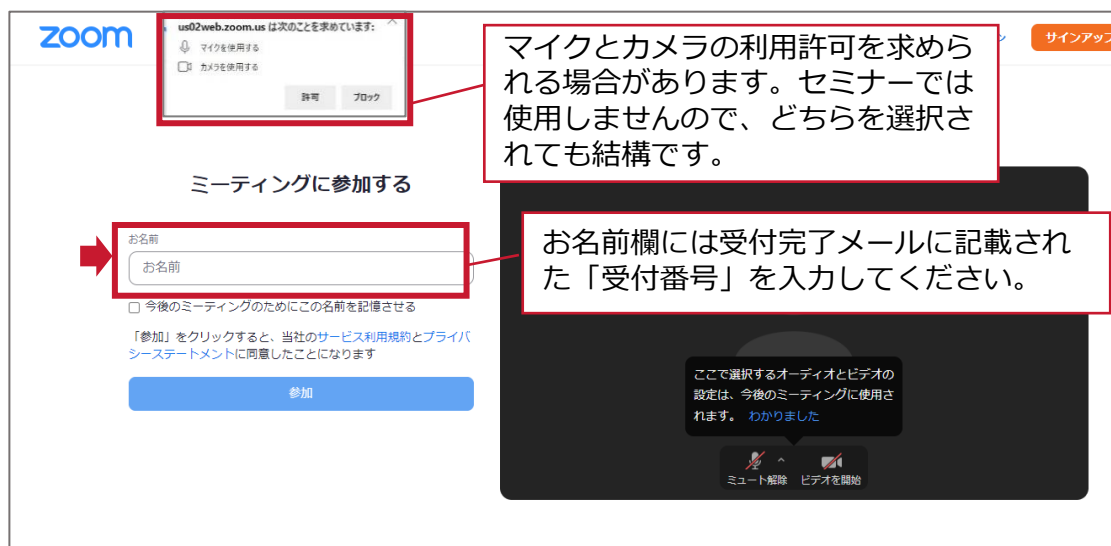 zoom
us02web.zoom.us は次のことを求めています:
マイクを使用する
カメラを使用する
許可 ブロック
サインアップ
マイクとカメラの利用許可を求めら
れる場合があります。セミナーでは
使用しませんので、どちらを選択さ
れても結構です。
ミーティングに参加する
お名前
お名前
お名前欄には受付完了メールに記載され
た「受付番号」を入力してください。
今後のミーティングのためにこの名前を記憶させる
「参加」をクリックすると、当社のサービス利用規約とプライバ
シーステートメントに同意したことになります
参加
ここで選択するオーディオとビデオの
設定は、今後のミーティングに使用さ
れます。 わかりました
ミュート解除 ビデオを開始